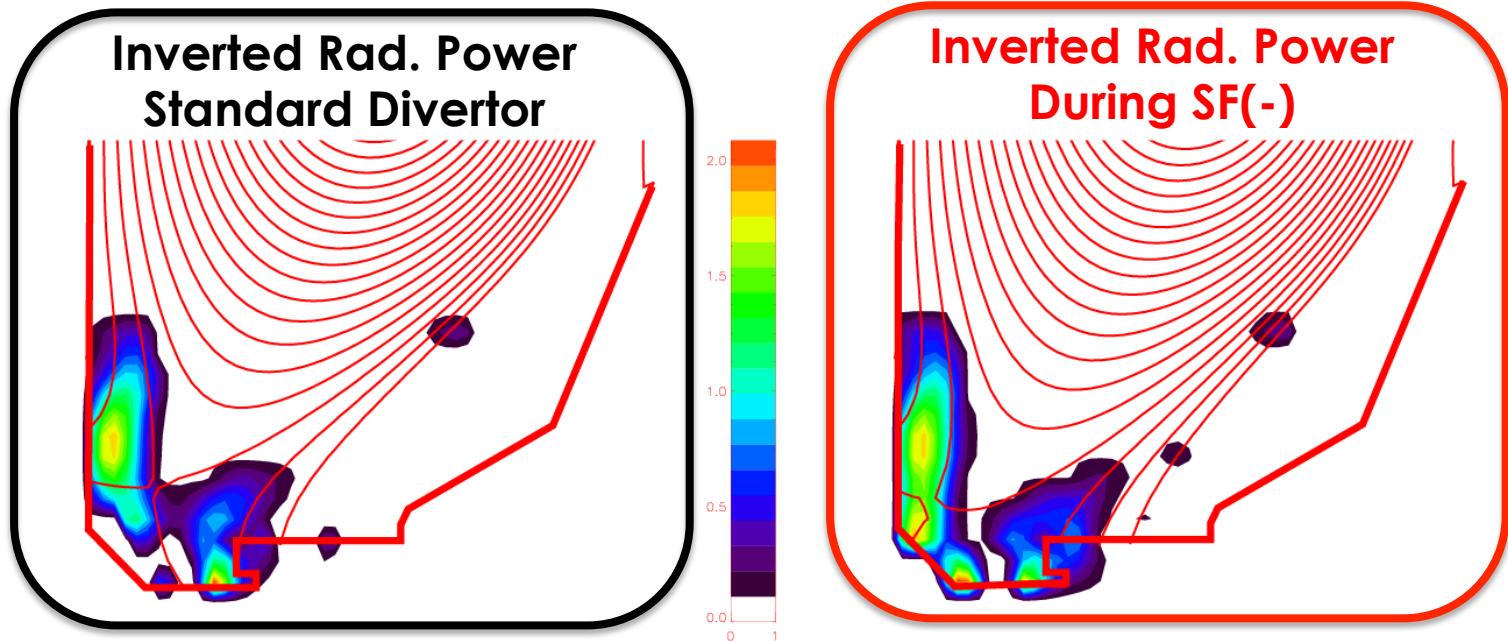 Inverted Rad. Power
Standard Divertor
2.0
1.5
1.0
0.5
0.0
0 1
Inverted Rad. Power
During SF(-)